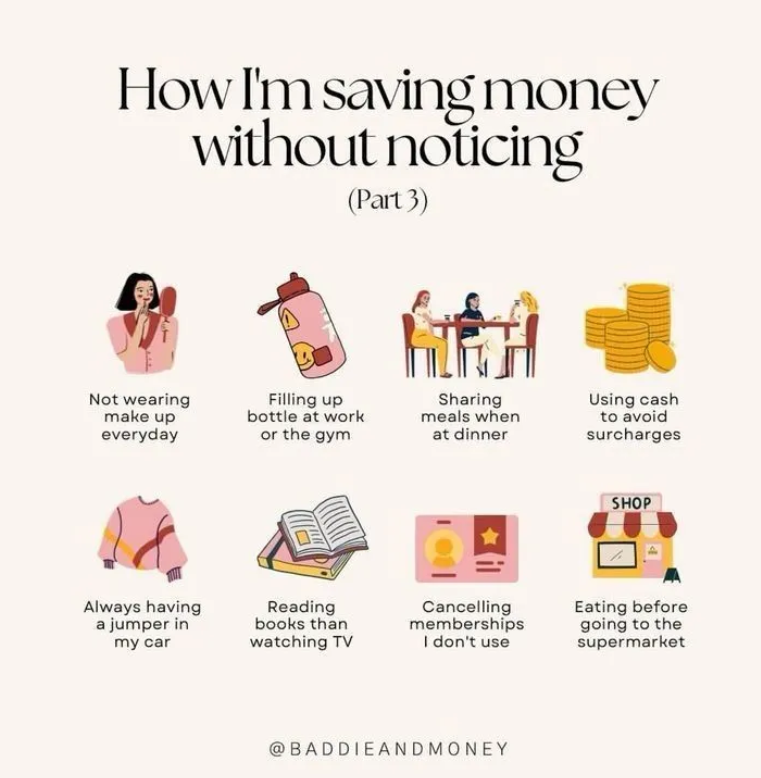 How I'm saving money
without noticing
(Part 3)
Not wearing
make up
everyday
Filling up
bottle at work
or the gym
Sharing
meals when
at dinner
Using cash
to avoid
surcharges
Always having
a jumper in
my car
Reading
books than
watching TV
Cancelling
memberships
I don't use
SHOP
Eating before
going to the
supermarket
@BADDIEANDMONEY